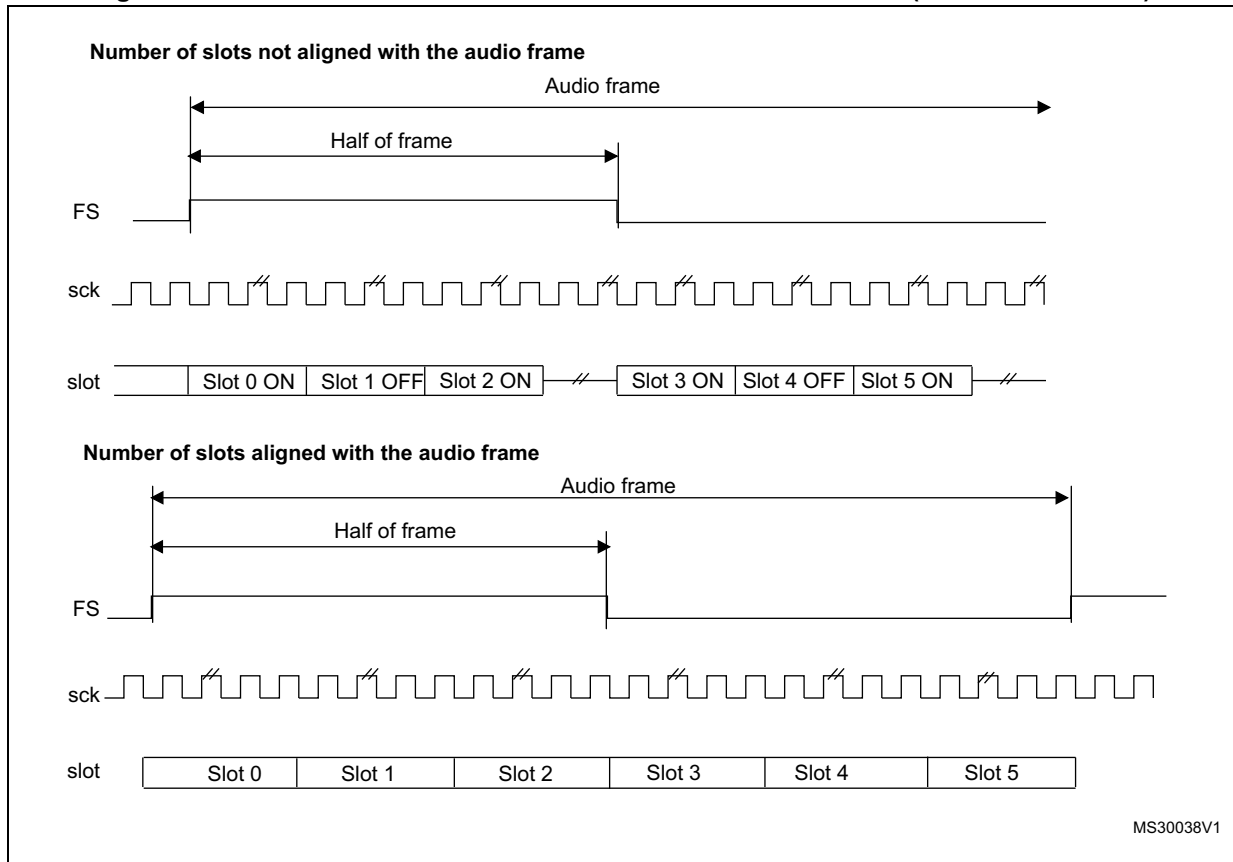 Number of slots not aligned with the audio frame
Audio frame
Half of frame
FS
sck
slot
Slot 0 ON
Slot 1 OFF
Slot 2 ON
Slot 3 ON
Slot 4 OFF
Slot 5 ON
Number of slots aligned with the audio frame
Audio frame
Half of frame
FS
sck
slot
Slot 0
Slot 1
Slot 2
Slot 3
Slot 4
Slot 5
MS30038V1